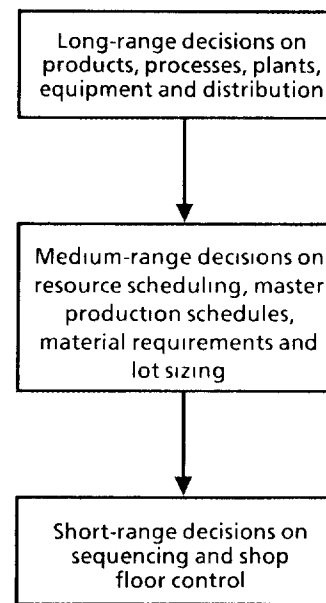 Long-range decisions on
products, processes, plants,
equipment and distribution
Medium-range decisions on
resource scheduling, master
production schedules,
material requirements and
lot sizing
Short-range decisions on
sequencing and shop
floor control